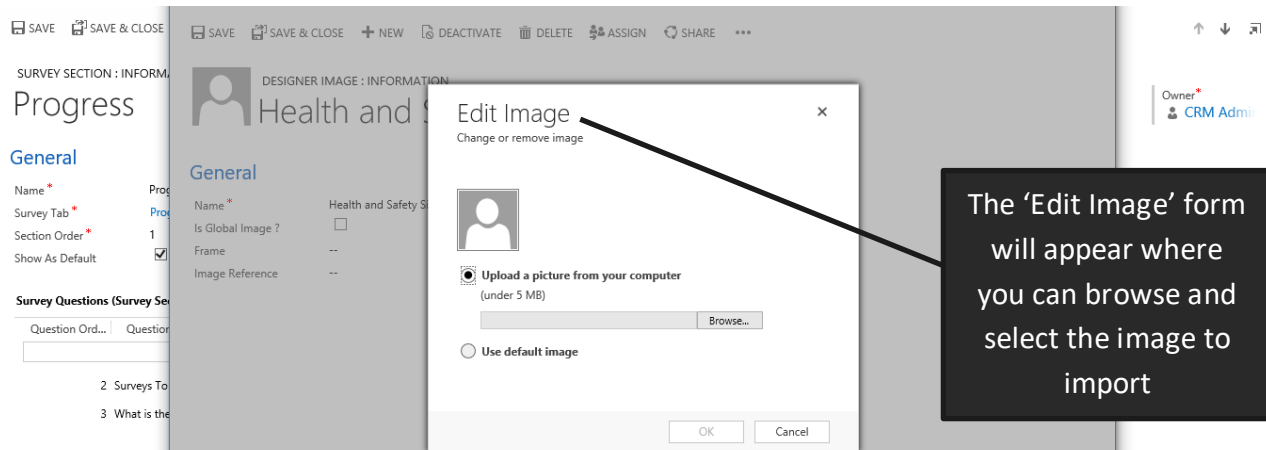 SAVE SAVE & CLOSE
SURVEY SECTION : INFORMA
Progress
General
Name* Prog
Survey Tab* Prog
Section Order* 1
Show As Default
Survey Questions (Survey Se
Question Ord... Question
2 Surveys To
3 What is the
SAVE SAVE & CLOSE NEW DEACTIVATE DELETE ASSIGN SHARE •••
DESIGNER IMAGE : INFORMATION
Health and S
General
Name* Health and Safety Si
Is Global Image ?
Frame --
Image Reference --
Edit Image
Change or remove image
Upload a picture from your computer
(under 5 MB)
Browse...
Use default image
OK Cancel
Owner*
CRM Admi
The ‘Edit Image’ form
will appear where
you can browse and
select the image to
import